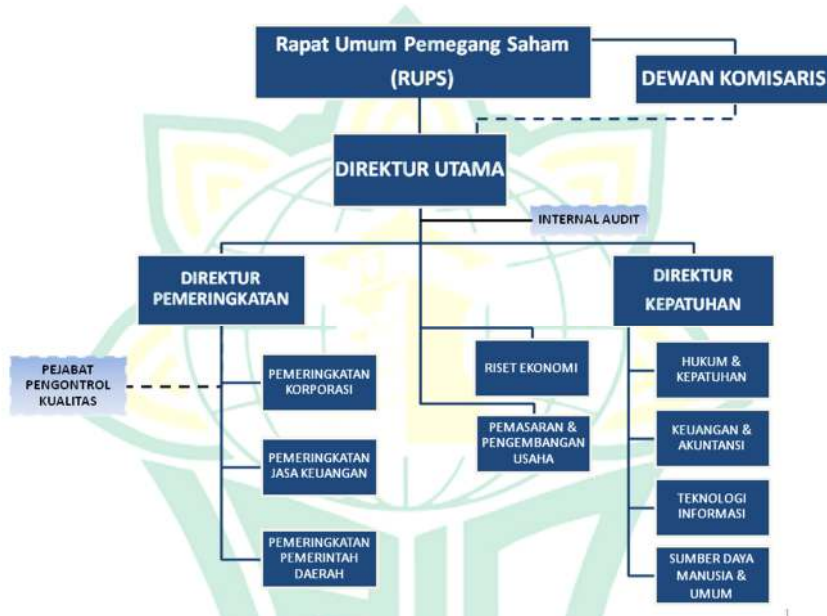 Rapat Umum Pemegang Saham
(RUPS)
DEWAN KOMISARIS
DIREKTUR UTAMA
INTERNAL AUDIT
DIREKTUR
PEMERINGKATAN
DIREKTUR
KEPATUHAN
PEJABAT
PENGONTROL
KUALITAS
PEMERINGKATAN
KORPORASI
PEMERINGKATAN
JASA KEUANGAN
PEMERINGKATAN
PEMERINTAH
DAERAH
RISET EKONOMI
PEMASARAN &
PENGEMBANGAN
USAHA
HUKUM &
KEPATUHAN
KEUANGAN &
AKUNTANSI
TEKNOLOGI
INFORMASI
SUMBER DAYA
MANUSIA &
UMUM
1